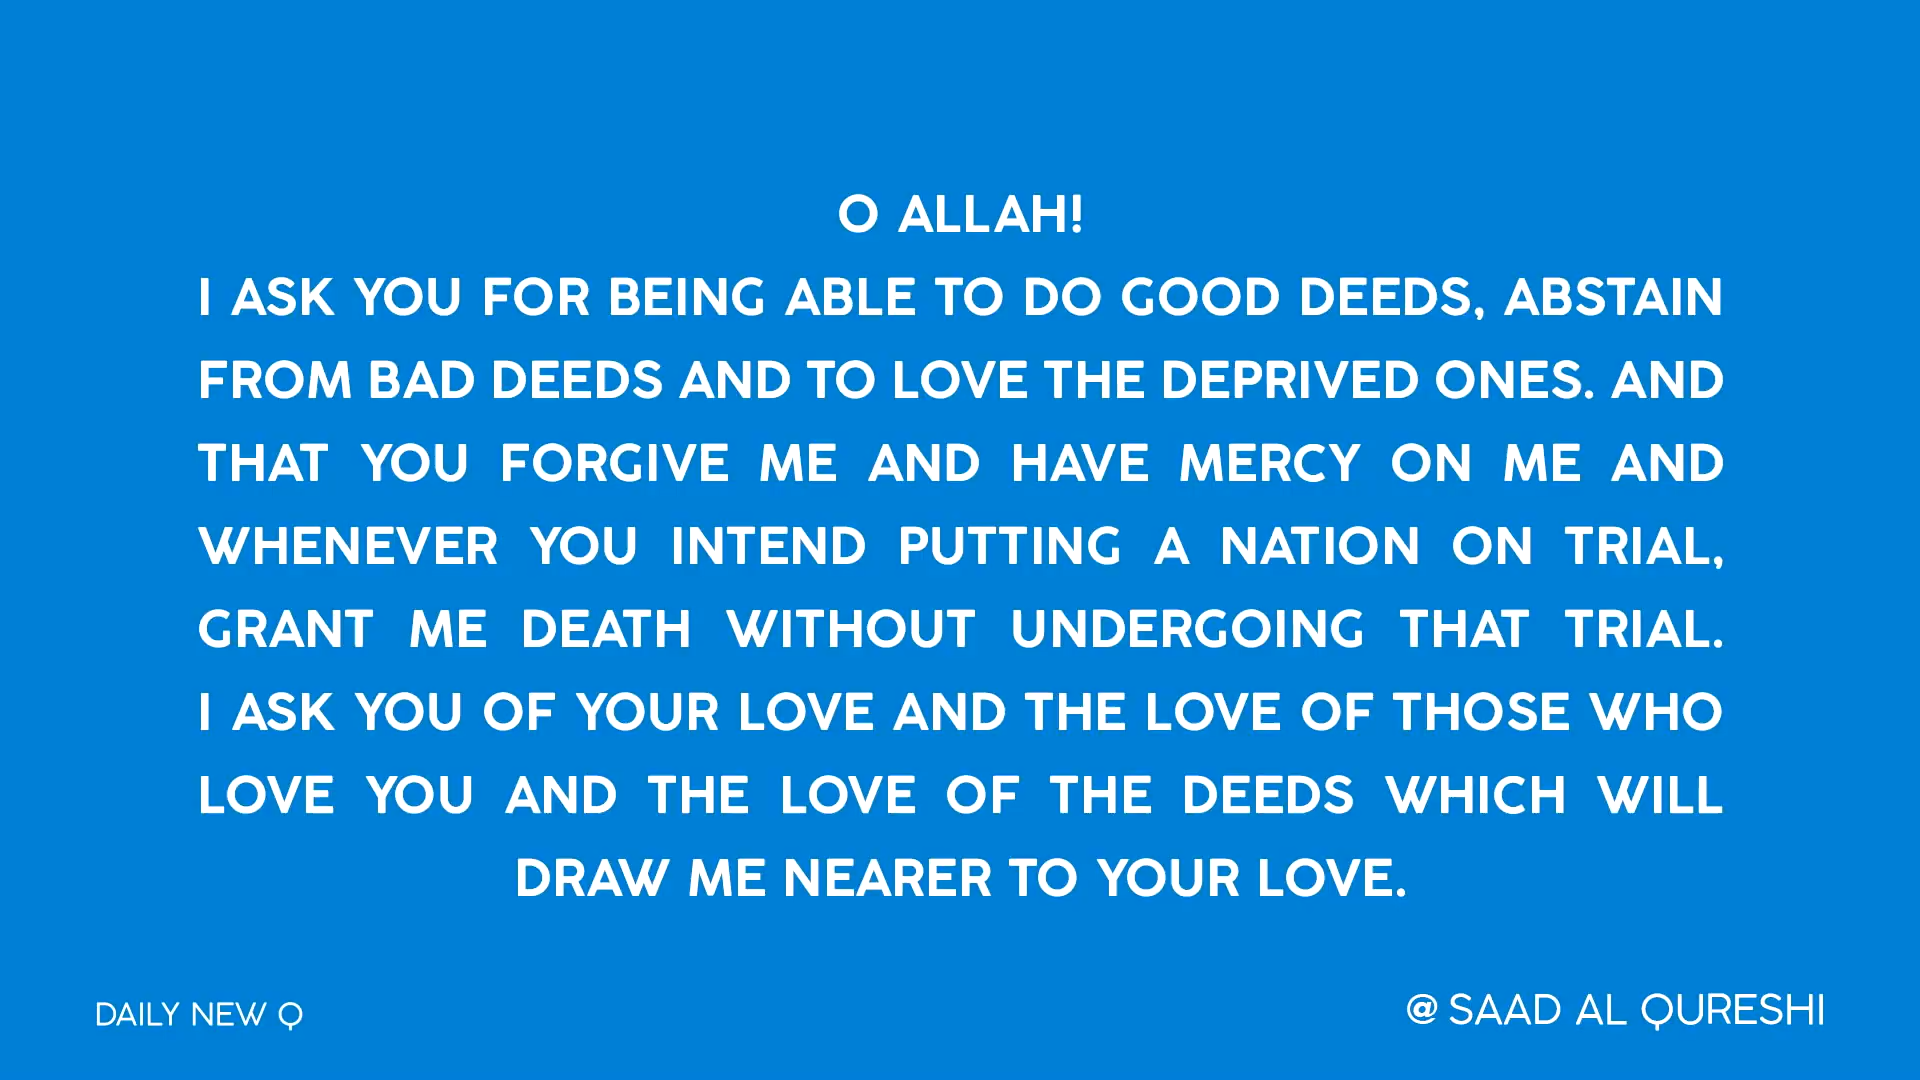 O ALLAH!
I ASK YOU FOR BEING ABLE TO DO GOOD DEEDS, ABSTAIN
FROM BAD DEEDS AND TO LOVE THE DEPRIVED ONES. AND
THAT YOU FORGIVE ME AND HAVE MERCY ON ME AND
WHENEVER YOU INTEND PUTTING A NATION ON TRIAL,
GRANT ME DEATH WITHOUT UNDERGOING THAT TRIAL.
I ASK YOU OF YOUR LOVE AND THE LOVE OF THOSE WHO
LOVE YOU AND THE LOVE OF THE DEEDS WHICH WILL
DRAW ME NEARER TO YOUR LOVE.
DAILY NEW Q
@ SAAD AL QURESHI